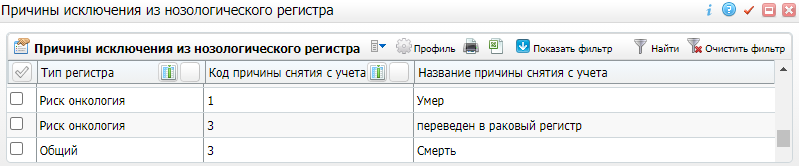 Причины исключения из нозологического регистра
Причины исключения из нозологического регистра Профиль Показать фильтр Найти Очистить фильтр
Тип регистра Код причины снятия с учета Название причины снятия с учета
Риск онкология 1 Умер
Риск онкология 3 переведен в раковый регистр
Общий 3 Смерть